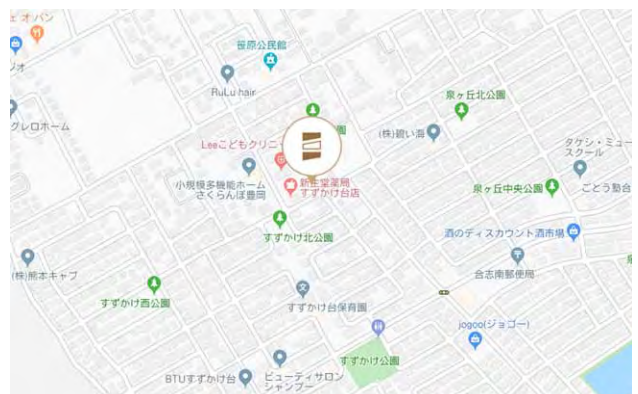 ェ オ パン
笹原公民館
リオ
RuLu hair
泉ヶ丘北公園
園
グレロホーム
(株)碧い海
Leeこどもクリニ
タケシ・ミュー
スクール
小規模多機能ホーム
さくらんぼ豊岡
新生堂薬局
すずかけ台店
泉ヶ丘中央公園
ごとう塾台
すずかけ北公園
酒のディスカウント酒市場
(株)熊本キャブ
合志南郵便局
すずかけ西公園
すずかけ台保育園
jogoo(ジョゴー)
すずかけ公園
BTUすずかけ台
ビューティサロン
シャンプー